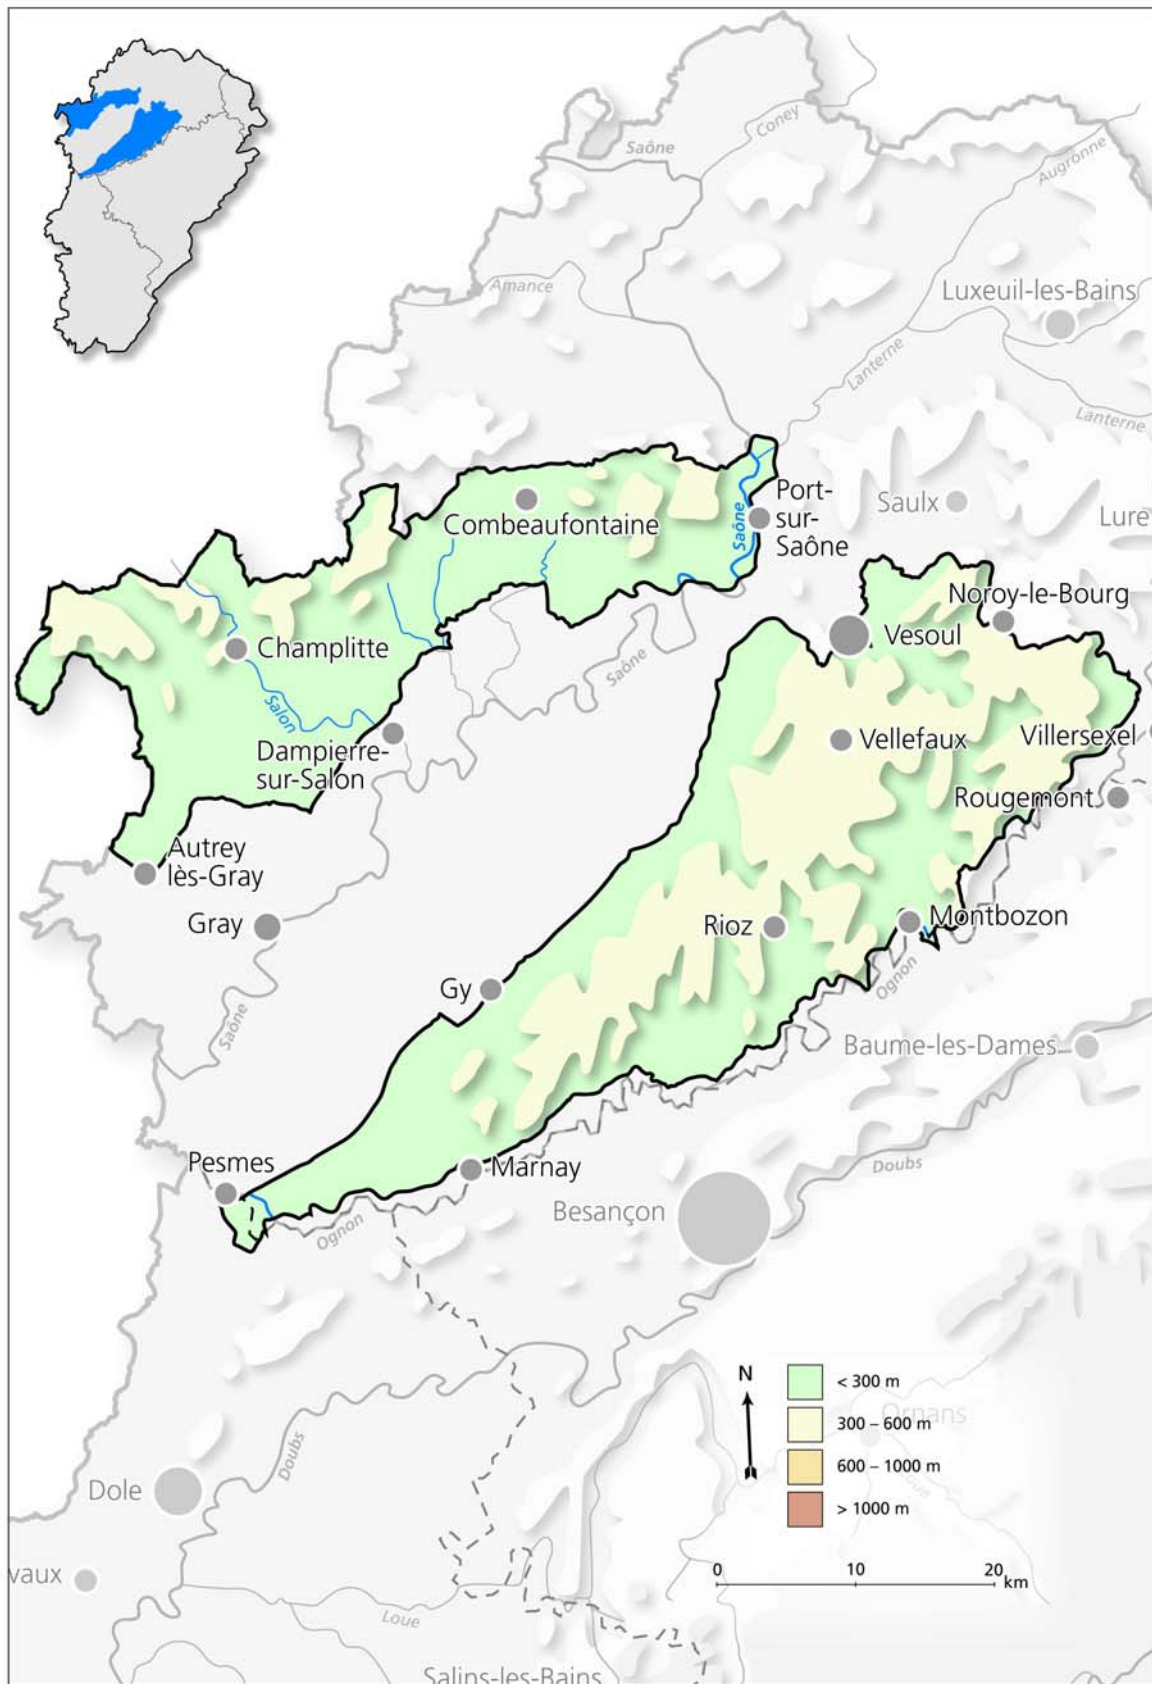 Coney
Saône
Augronne
Amance
Luxeuil-les-Bains
Lanterne
Lanterne
Port-
sur-
Saône
Saône
Saulx
Lure
Combeaufontaine
Noroy-le-Bourg
Vesoul
Champlitte
Saône
Salon
Dampierre-
sur-Salon
Vellefaux
Villersexel
Rougemont
Autrey
lès-Gray
Gray
Rioz
Montbozon
Gy
Ognon
Saône
Baume-les-Dames
Pesmes
Marnay
Doubs
Besançon
Ognon
N
< 300 m
300 – 600 m
600 – 1000 m
> 1000 m
Ornans
Doubs
Dole
0 10 20
km
vaux
Loue
Salins-les-Bains